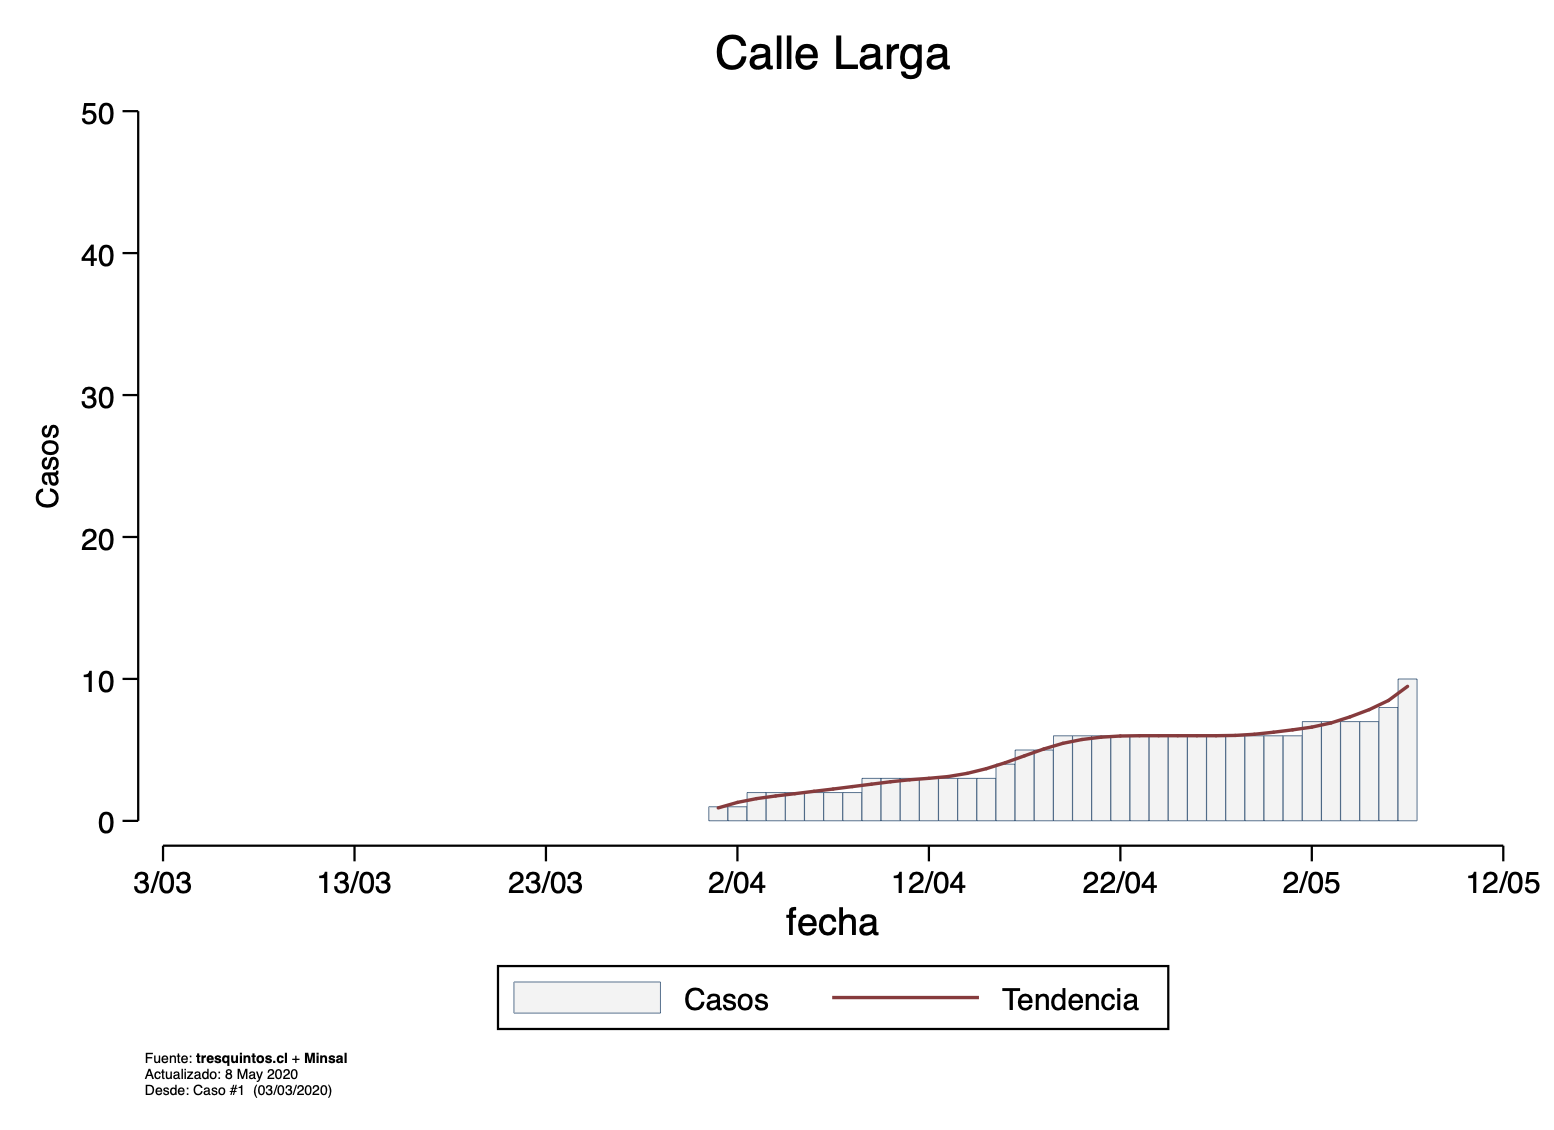 Calle Larga
50
40
30
20
10
0
Casos
3/03 13/03 23/03 2/04 12/04 22/04 2/05 12/05
fecha
Casos Tendencia
Fuente: tresquintos.cl + Minsal
Actualizado: 8 May 2020
Desde: Caso #1 (03/03/2020)